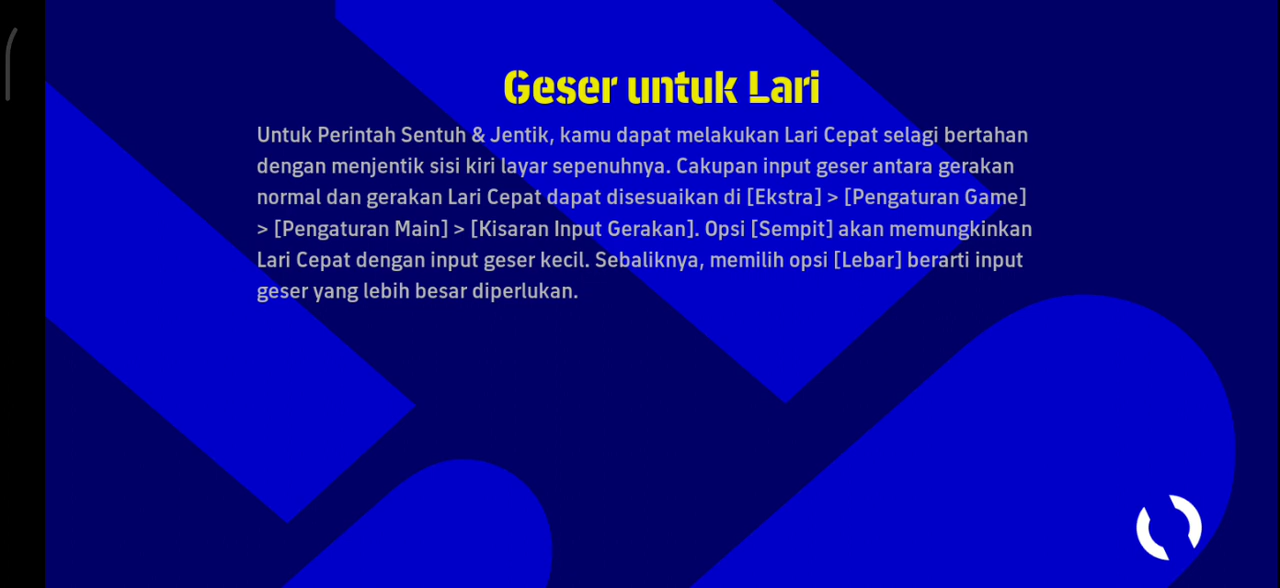 Geser untuk Lari
Untuk Perintah Sentuh & Jentik, kamu dapat melakukan Lari Cepat selagi bertahan
dengan menjentik sisi kiri layar sepenuhnya. Cakupan input geser antara gerakan
normal dan gerakan Lari Cepat dapat disesuaikan di [Ekstra] > [Pengaturan Game]
> [Pengaturan Main] > [Kisaran Input Gerakan]. Opsi [Sempit] akan memungkinkan
Lari Cepat dengan input geser kecil. Sebaliknya, memilih opsi [Lebar] berarti input
geser yang lebih besar diperlukan.